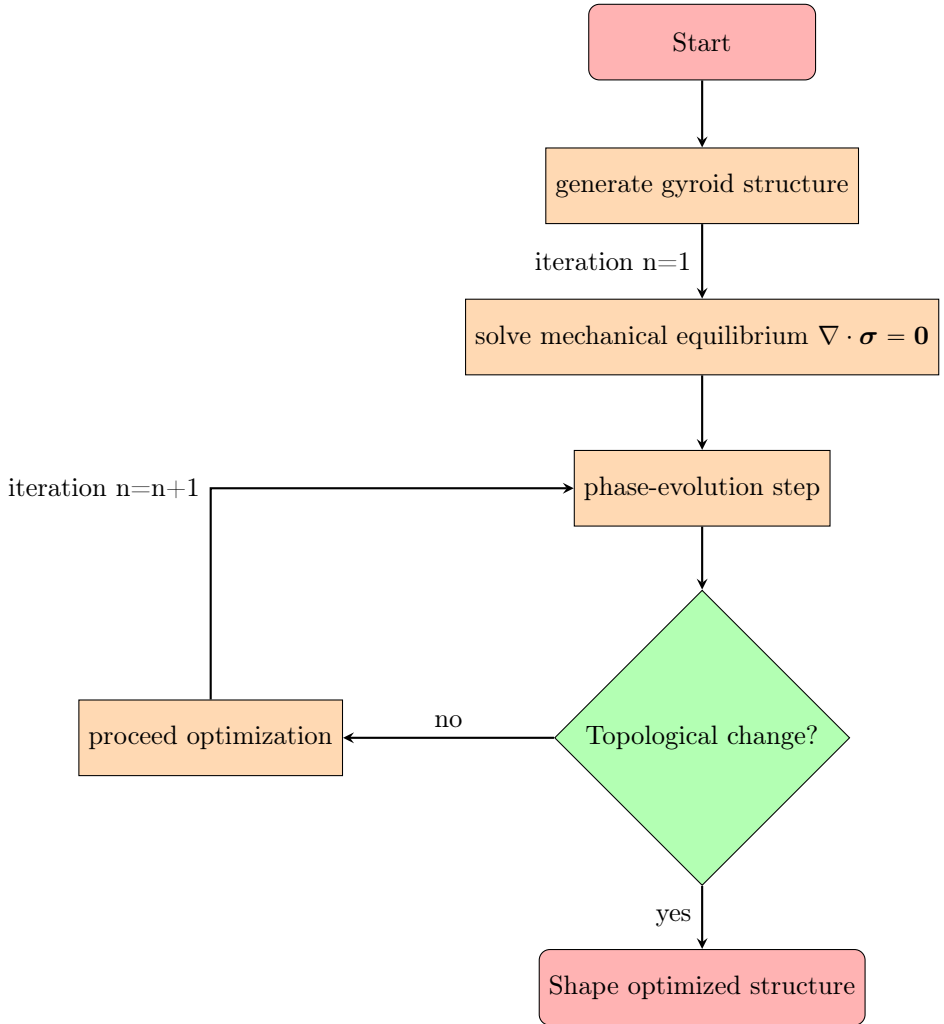 Start
generate gyroid structure
iteration n=1
solve mechanical equilibrium ∇ · 𝝈 = 𝟎
iteration n=n+1
phase-evolution step
proceed optimization
no
Topological change?
yes
Shape optimized structure